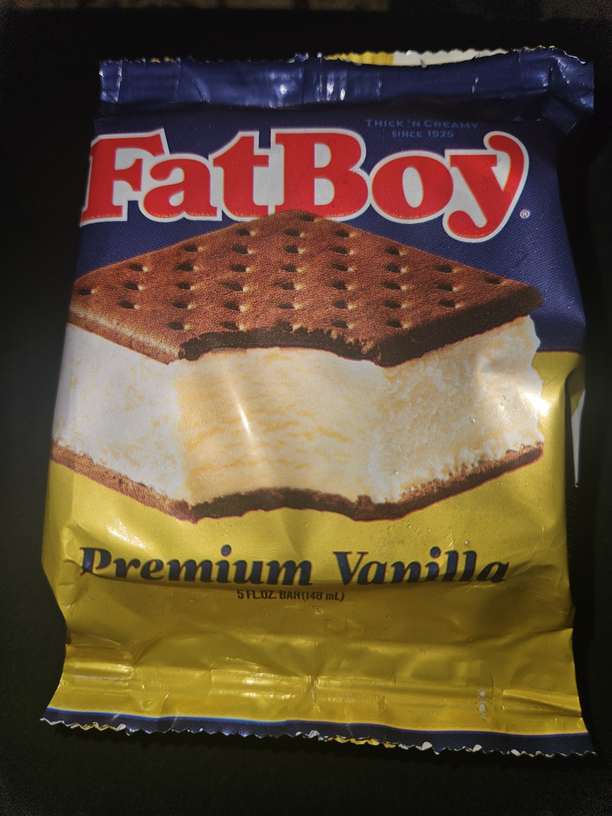 THICK 'N CREAMY
SINCE 1925
FatBoy®
Premium Vanilla
5 FL.OZ. BAR (148 mL)